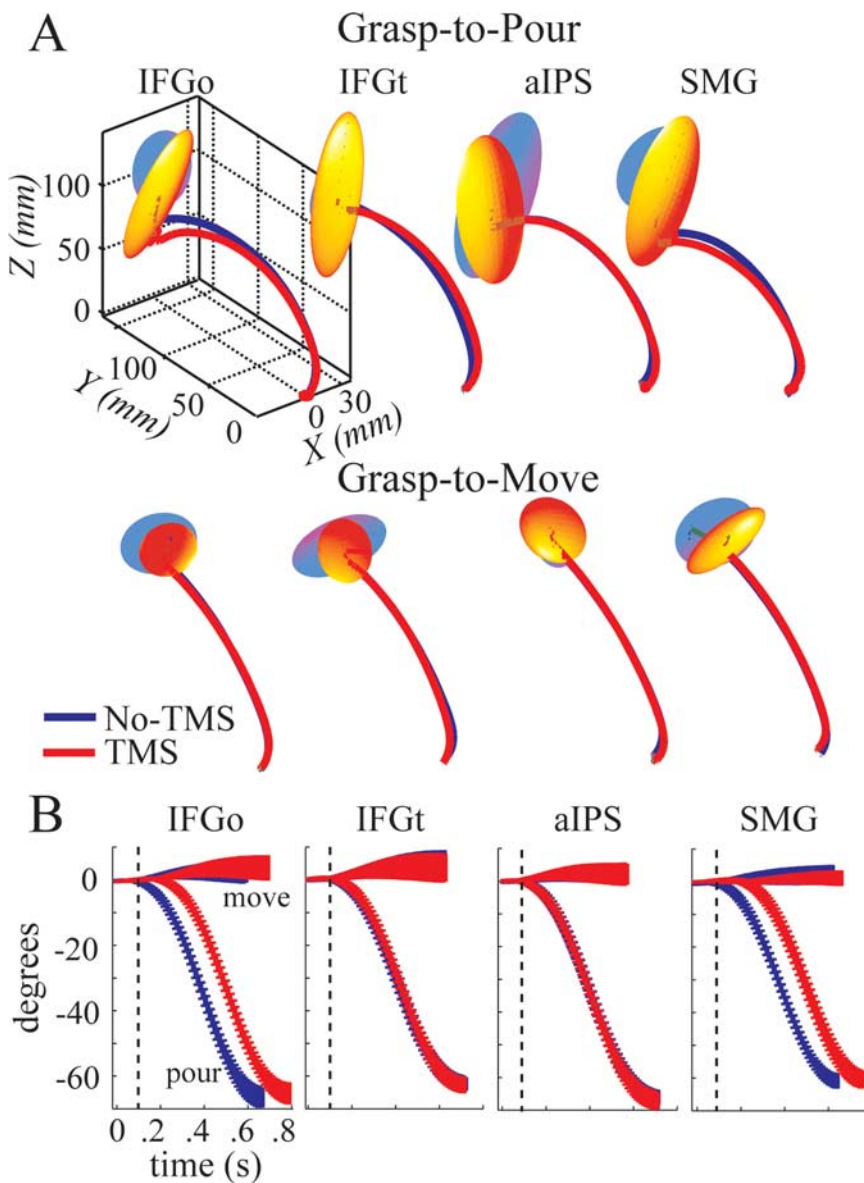 A
Grasp-to-Pour
IFGo IFGt aIPS SMG
Z (mm)
100
50
0
Y (mm)
100
50
0
X (mm)
0
30
Grasp-to-Move
No-TMS
TMS
B
IFGo IFGt aIPS SMG
degrees
0
-20
-40
-60
move
pour
0 .2 .4 .6 .8
time (s)